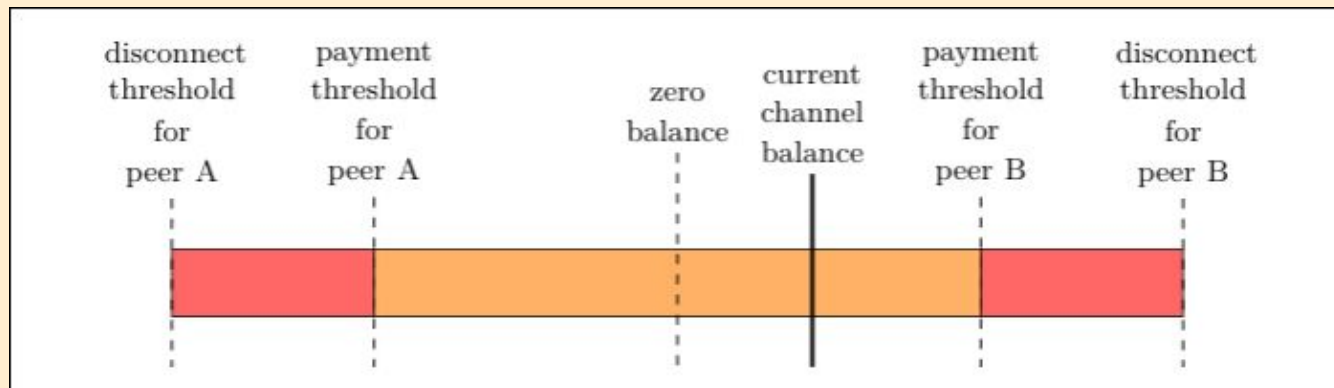 disconnect
threshold
for
peer A
payment
threshold
for
peer A
zero
balance
current
channel
balance
payment
threshold
for
peer B
disconnect
threshold
for
peer B